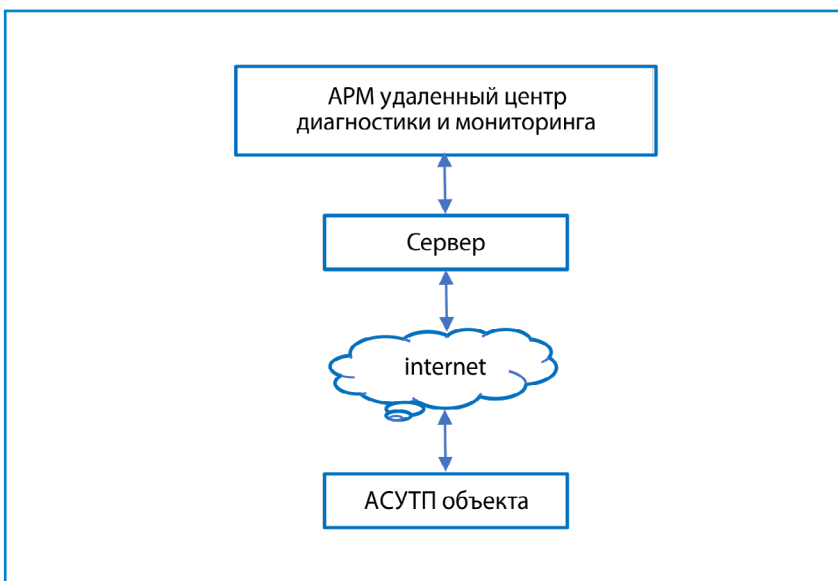 АРМ удаленный центр
диагностики и мониторинга
Сервер
internet
АСУТП объекта